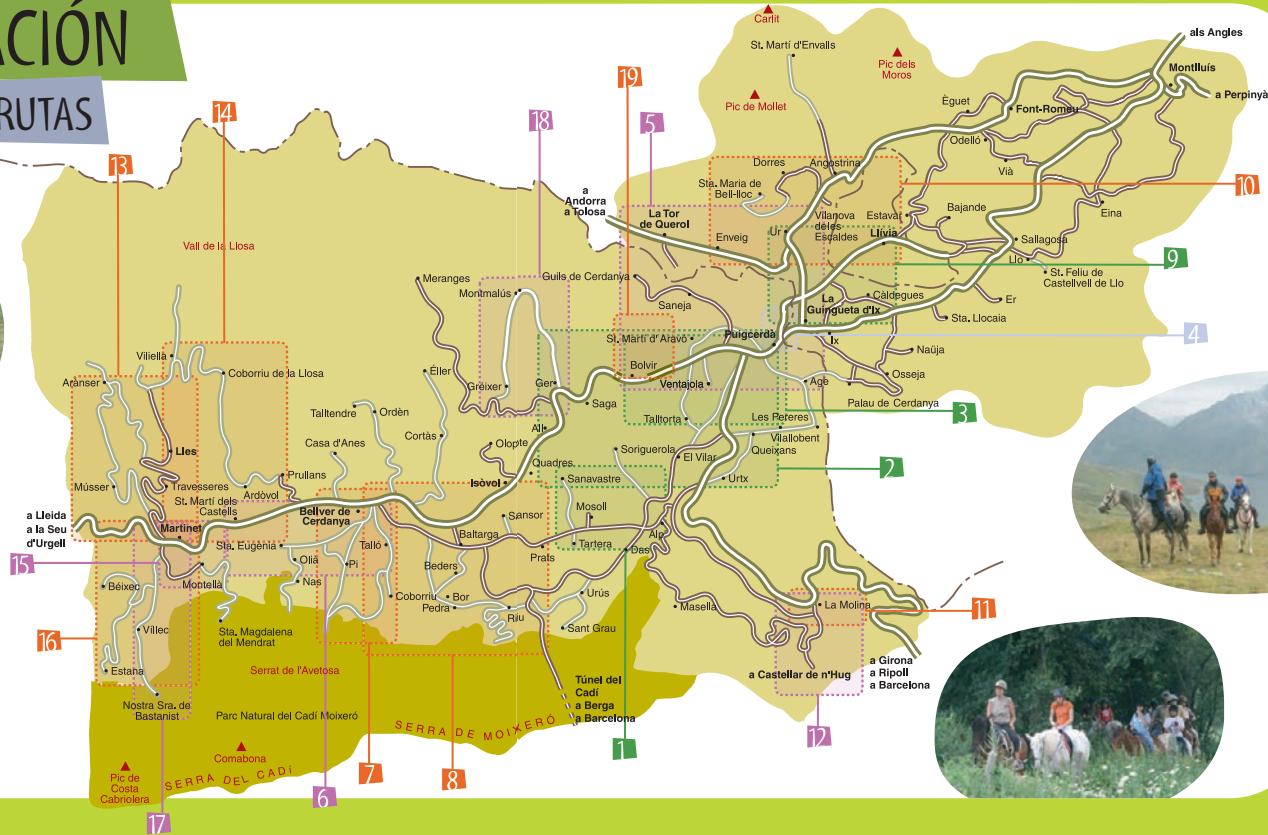 ACIÓN
RUTAS
14
13
18
19
5
10
9
4
3
2
15
16
17
6
7
8
1
12
11
Carlit
St. Martí d'Envalls
Pic dels
Moros
Pic de Mollet
als Angles
Montlluís
a Perpinyà
Èguet
Font-Romeu
Odelló
Vià
Eina
Dorres
Angostrina
Sta. Maria de
Bell-lloc
a
Andorra
a Tolosa
La Tor
de Querol
Enveig
Ur
Vilanova
de les
Escaldes
Estavar
Bajande
Llívia
Sallagosa
Llo
St. Feliu de
Castellvell de Llo
Er
Sta. Llocaia
Vall de la Llosa
Meranges
Montmalús
Guils de Cerdanya
Saneja
La
Guingueta d'Ix
Càldegues
St. Martí d'Aravó
Puigcerdà
Ix
Naüja
Osseja
Palau de Cerdanya
Age
Bolvir
Ventajola
Viliella
Aranser
Coborriu de la Llosa
Éller
Grèixer
Ger
Saga
Talltorta
Les Pereres
Vilallobent
Queixans
Talltendre
Ordèn
Casa d'Anes
Cortàs
All
Olopte
Quadres
Isòvol
Soriguerola
El Vilar
Urtx
Sanavastre
Mosoll
Tartera
Alp
Das
Lles
Músser
Travesseres
Prullans
Ardòvol
St. Martí dels
Castells
Bellver de
Cerdanya
Martinet
a Lleida
a la Seu
d'Urgell
Sta. Eugènia
Olià
Nas
Talló
Pi
Baltarga
Sansor
Prats
Beders
Coborriu
Bor
Pedra
Riu
Urús
Sant Grau
Masella
La Molina
Béixec
Montellà
Víllec
Estana
Sta. Magdalena
del Mendrat
Nostra Sra. de
Bastanist
Serrat de l'Avetosa
Parc Natural del Cadí Moixeró
SERRA DE MOIXERÓ
Comabona
Pic de
Costa
Cabriolera
SERRA DEL CADÍ
Túnel del
Cadí
a Berga
a Barcelona
a Castellar de n'Hug
a Girona
a Ripoll
a Barcelona